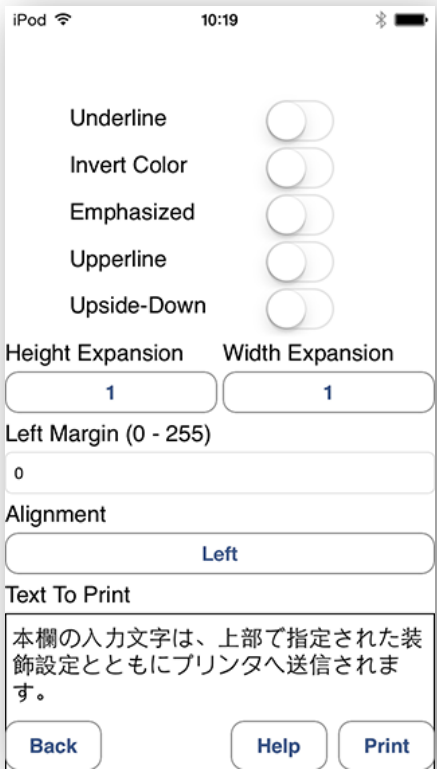 iPod 10:19
Underline
Invert Color
Emphasized
Upperline
Upside-Down
Height Expansion Width Expansion
1 1
Left Margin (0 - 255)
0
Alignment
Left
Text To Print
本欄の入力文字は、上部で指定された装
飾設定とともにプリンタへ送信されま
す。
Back Help Print